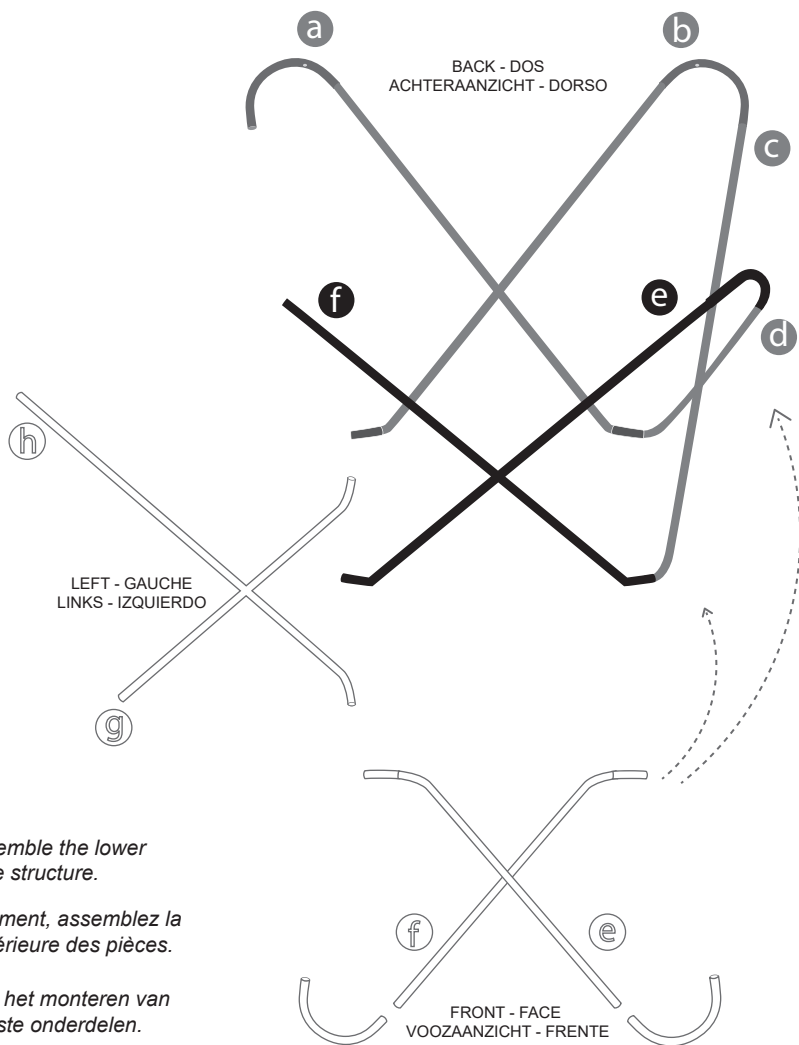 a
b
BACK - DOS
ACHTERAANZICHT - DORSO
c
f
e
d
h
LEFT - GAUCHE
LINKS - IZQUIERDO
g
emble the lower
e structure.
ment, assemblez la
érieure des pièces.
het monteren van
ste onderdelen.
f
e
FRONT - FACE
VOOZAANZICHT - FRENTE